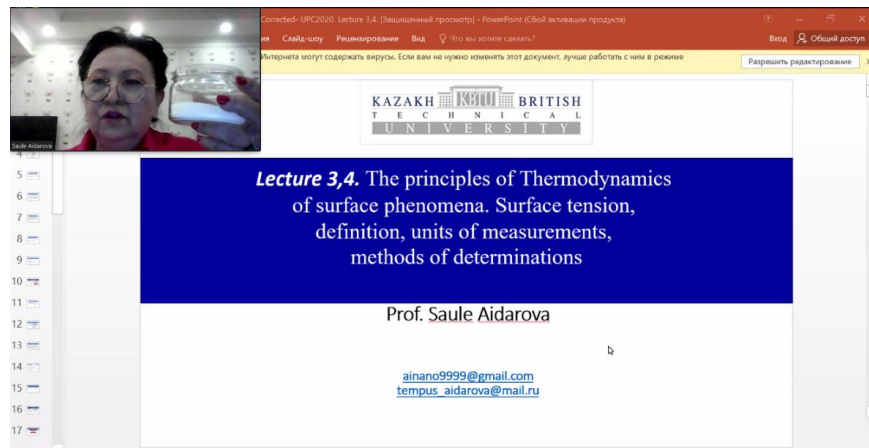 Corrected- UPC2020. Lecture 3,4. [Защищенный просмотр] - PowerPoint (Сбой активации продукта)
ия Слайд-шоу Рецензирование Вид Что вы хотите сделать?
Вход Общий доступ
Интернета могут содержать вирусы. Если вам не нужно изменять этот документ, лучше работать с ним в режиме
Разрешить редактирование
Saule Aidarova
KAZAKH KBTU BRITISH
TECHNICAL
UNIVERSITY
Lecture 3,4. The principles of Thermodynamics
of surface phenomena. Surface tension,
definition, units of measurements,
methods of determinations
Prof. Saule Aidarova
ainano9999@gmail.com
tempus_aidarova@mail.ru
4
5
6
7
8
9
10
11
12
13
14
15
16
17